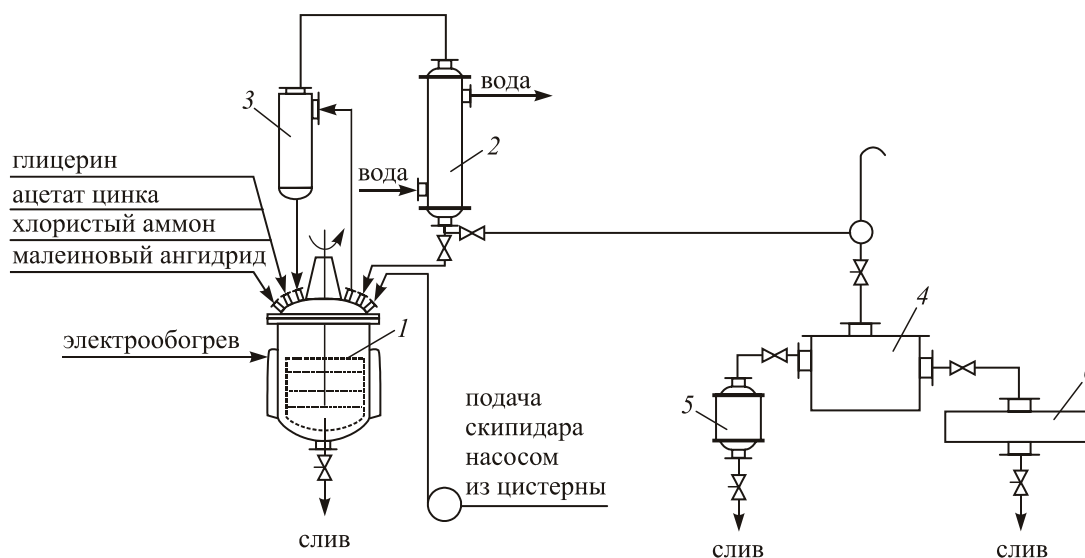 вода
3
2
глицерин
вода
ацетат цинка
хлористый аммон
малеиновый ангидрид
4
1
электрообогрев
подача
скипидара
насосом
из цистерны
5
слив
слив
слив